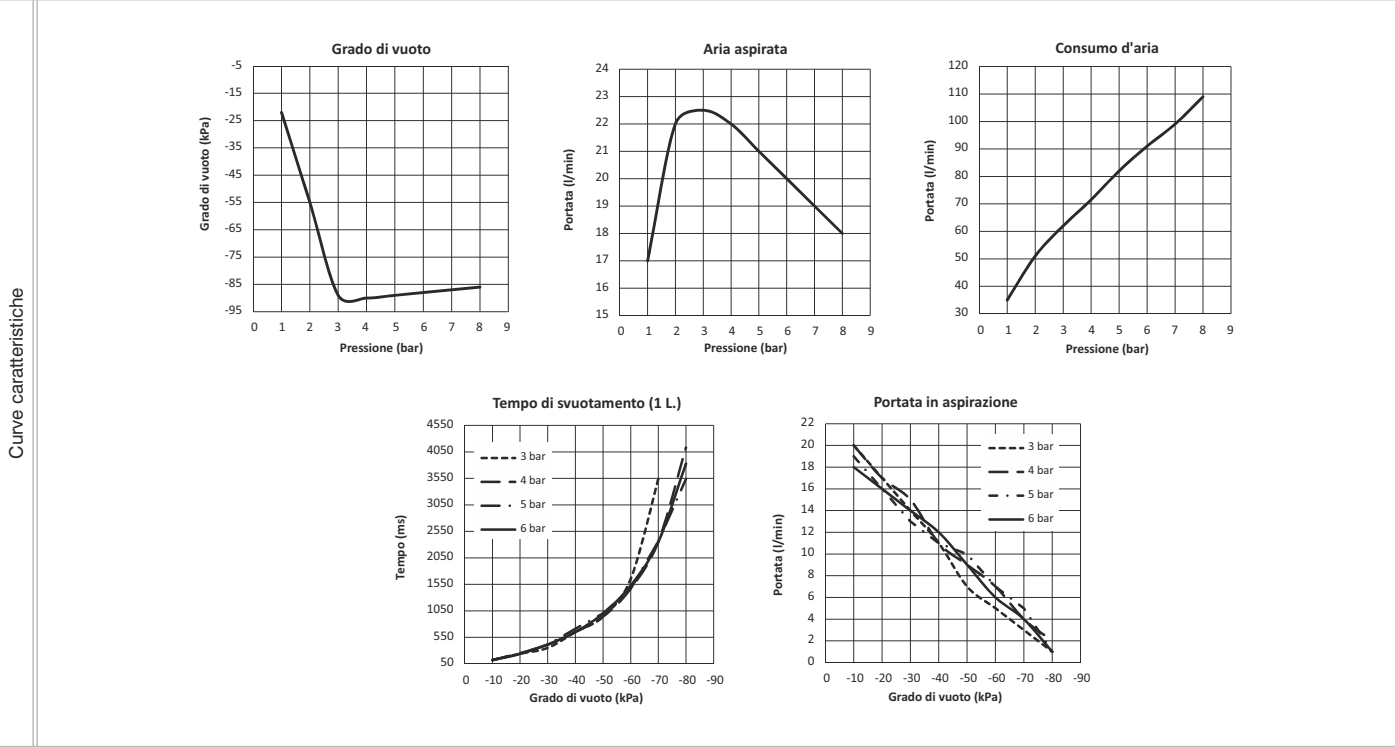 Curve caratteristiche
Grado di vuoto
Grado di vuoto (kPa)
-5
-15
-25
-35
-45
-55
-65
-75
-85
-95
0 1 2 3 4 5 6 7 8 9
Pressione (bar)
Aria aspirata
Portata (l/min)
24
23
22
21
20
19
18
17
16
15
0 1 2 3 4 5 6 7 8 9
Pressione (bar)
Consumo d'aria
Portata (l/min)
120
110
100
90
80
70
60
50
40
30
0 1 2 3 4 5 6 7 8 9
Pressione (bar)
Tempo di svuotamento (1 L.)
Tempo (ms)
4550
4050
3550
3050
2550
2050
1550
1050
550
50
3 bar
4 bar
5 bar
6 bar
0 -10 -20 -30 -40 -50 -60 -70 -80 -90
Grado di vuoto (kPa)
Portata in aspirazione
Portata (l/min)
22
20
18
16
14
12
10
8
6
4
2
0
3 bar
4 bar
5 bar
6 bar
0 -10 -20 -30 -40 -50 -60 -70 -80 -90
Grado di vuoto (kPa)